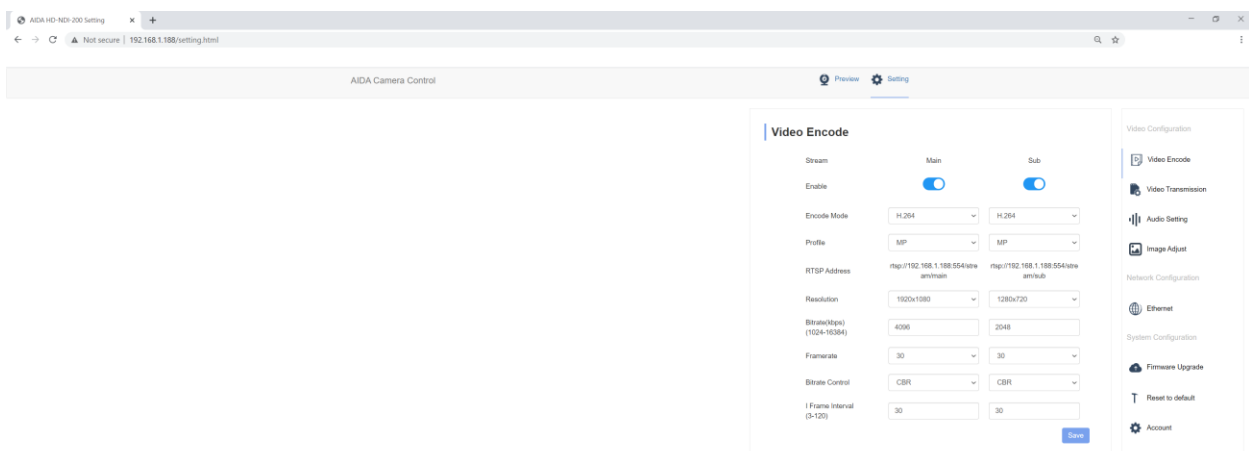 AIDA HD-NDI-200 Setting
Not secure | 192.168.1.188/setting.html
AIDA Camera Control
Preview
Setting
Video Encode
Stream Main Sub
Enable
Encode Mode H.264 H.264
Profile MP MP
RTSP Address rtsp://192.168.1.188:554/stre rtsp://192.168.1.188:554/stre
am/main am/sub
Resolution 1920x1080 1280x720
Bitrate(kbps)
(1024-16384) 4096 2048
Framerate 30 30
Bitrate Control CBR CBR
I Frame Interval
(3-120) 30 30
Save
Video Configuration
Video Encode
Video Transmission
Audio Setting
Image Adjust
Network Configuration
Ethernet
System Configuration
Firmware Upgrade
Reset to default
Account